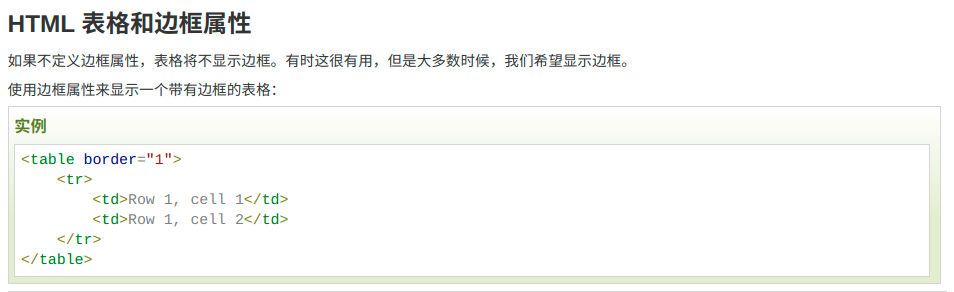 HTML 表格和边框属性
如果不定义边框属性，表格将不显示边框。有时这很有用，但是大多数时候，我们希望显示边框。
使用边框属性来显示一个带有边框的表格：
实例
<table border="1">
    <tr>
        <td>Row 1, cell 1</td>
        <td>Row 1, cell 2</td>
    </tr>
</table>